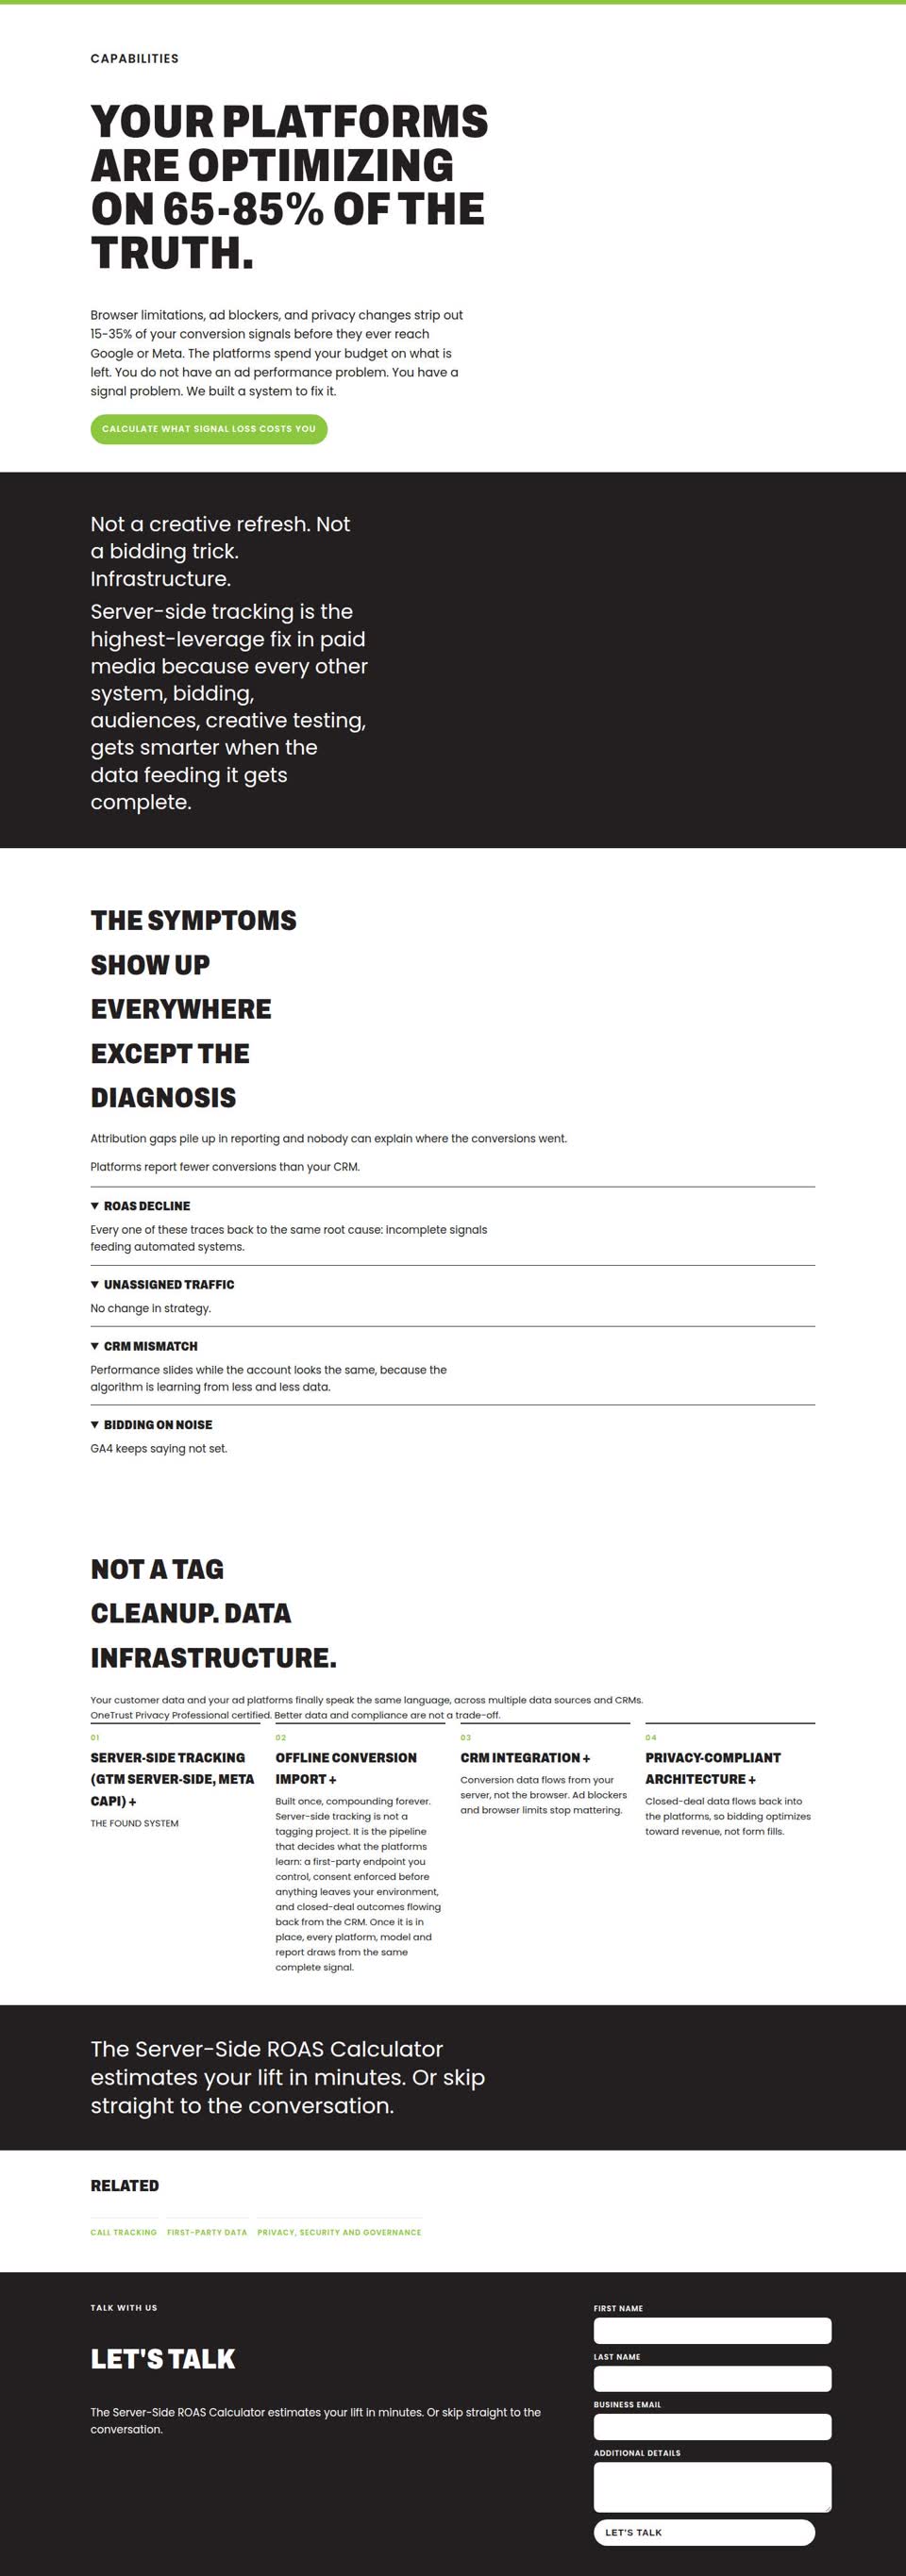 CAPABILITIES
YOUR PLATFORMS
ARE OPTIMIZING
ON 65-85% OF THE
TRUTH.
Browser limitations, ad blockers, and privacy changes strip out
15-35% of your conversion signals before they ever reach
Google or Meta. The platforms spend your budget on what is
left. You do not have an ad performance problem. You have a
signal problem. We built a system to fix it.
CALCULATE WHAT SIGNAL LOSS COSTS YOU
Not a creative refresh. Not
a bidding trick.
Infrastructure.
Server-side tracking is the
highest-leverage fix in paid
media because every other
system, bidding,
audiences, creative testing,
gets smarter when the
data feeding it gets
complete.
THE SYMPTOMS
SHOW UP
EVERYWHERE
EXCEPT THE
DIAGNOSIS
Attribution gaps pile up in reporting and nobody can explain where the conversions went.
Platforms report fewer conversions than your CRM.
▼ ROAS DECLINE
Every one of these traces back to the same root cause: incomplete signals
feeding automated systems.
▼ UNASSIGNED TRAFFIC
No change in strategy.
▼ CRM MISMATCH
Performance slides while the account looks the same, because the
algorithm is learning from less and less data.
▼ BIDDING ON NOISE
GA4 keeps saying not set.
NOT A TAG
CLEANUP. DATA
INFRASTRUCTURE.
Your customer data and your ad platforms finally speak the same language, across multiple data sources and CRMs.
OneTrust Privacy Professional certified. Better data and compliance are not a trade-off.
01
SERVER-SIDE TRACKING
(GTM SERVER-SIDE, META
CAPI) +
THE FOUND SYSTEM
02
OFFLINE CONVERSION
IMPORT +
Built once, compounding forever.
Server-side tracking is not a
tagging project. It is the pipeline
that decides what the platforms
learn: a first-party endpoint you
control, consent enforced before
anything leaves your environment,
and closed-deal outcomes flowing
back from the CRM. Once it is in
place, every platform, model and
report draws from the same
complete signal.
03
CRM INTEGRATION +
Conversion data flows from your
server, not the browser. Ad blockers
and browser limits stop mattering.
04
PRIVACY-COMPLIANT
ARCHITECTURE +
Closed-deal data flows back into
the platforms, so bidding optimizes
toward revenue, not form fills.
The Server-Side ROAS Calculator
estimates your lift in minutes. Or skip
straight to the conversation.
RELATED
CALL TRACKING FIRST-PARTY DATA PRIVACY, SECURITY AND GOVERNANCE
TALK WITH US
LET'S TALK
The Server-Side ROAS Calculator estimates your lift in minutes. Or skip straight to the
conversation.
FIRST NAME
LAST NAME
BUSINESS EMAIL
ADDITIONAL DETAILS
LET'S TALK